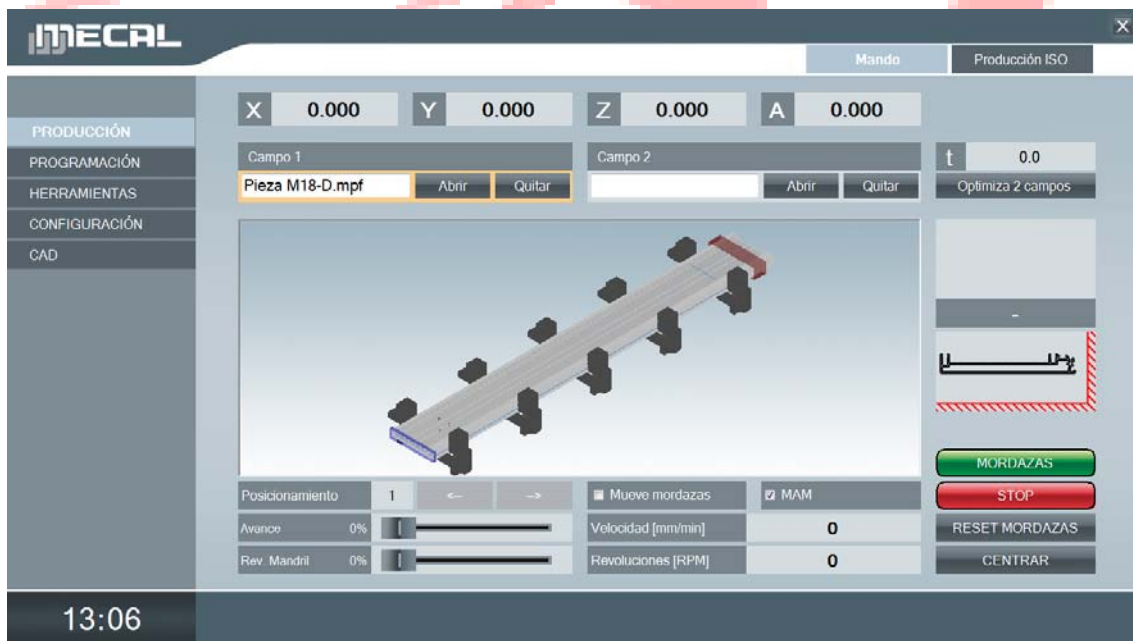 MECAL
X
Mando
Producción ISO
PRODUCCIÓN
PROGRAMACIÓN
HERRAMIENTAS
CONFIGURACIÓN
CAD
X 0.000 Y 0.000 Z 0.000 A 0.000
Campo 1
Pieza M18-D.mpf Abrir Quitar
Campo 2
Abrir Quitar
t 0.0
Optimiza 2 campos
-
MORDAZAS
STOP
RESET MORDAZAS
CENTRAR
Posicionamiento 1 <-- -->
Mueve mordazas
MAM
Avance 0%
Velocidad [mm/min] 0
Rev. Mandril 0%
Revoluciones [RPM] 0
13:06